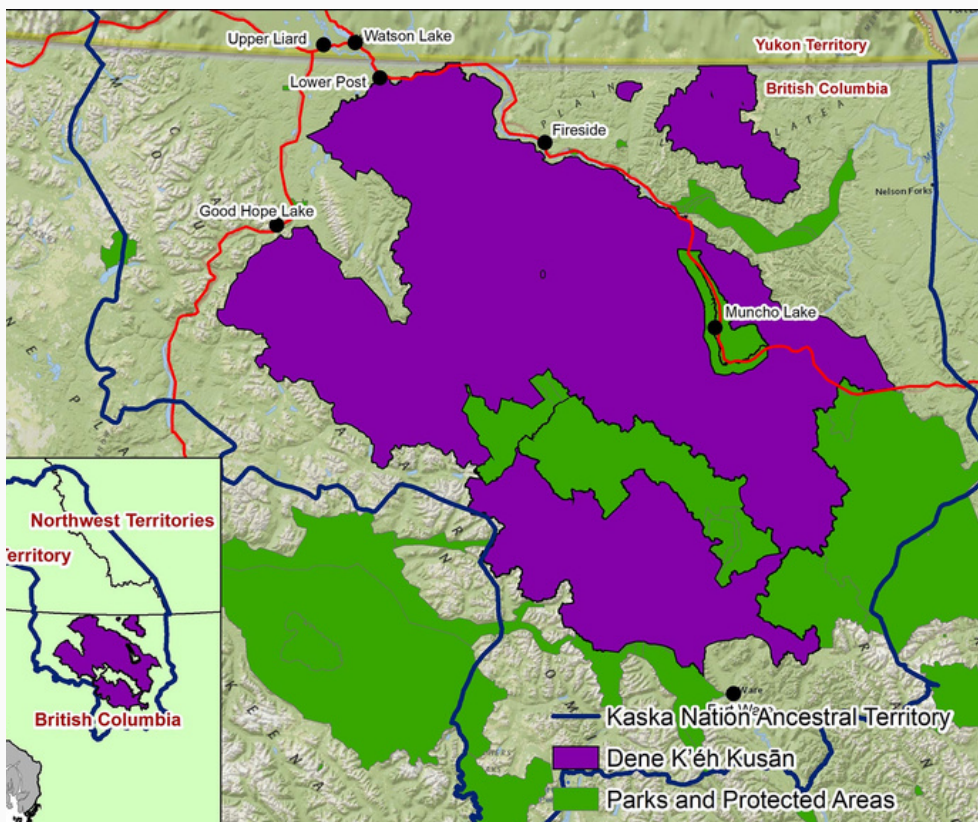 Upper Liard
Watson Lake
Yukon Territory
Lower Post
British Columbia
P L A I N
Fireside
Nelson Forks
Good Hope Lake
Muncho Lake
Northwest Territories
Territory
British Columbia
Ware
Kaska Nation Ancestral Territory
Dene K'éh Kusān
Parks and Protected Areas